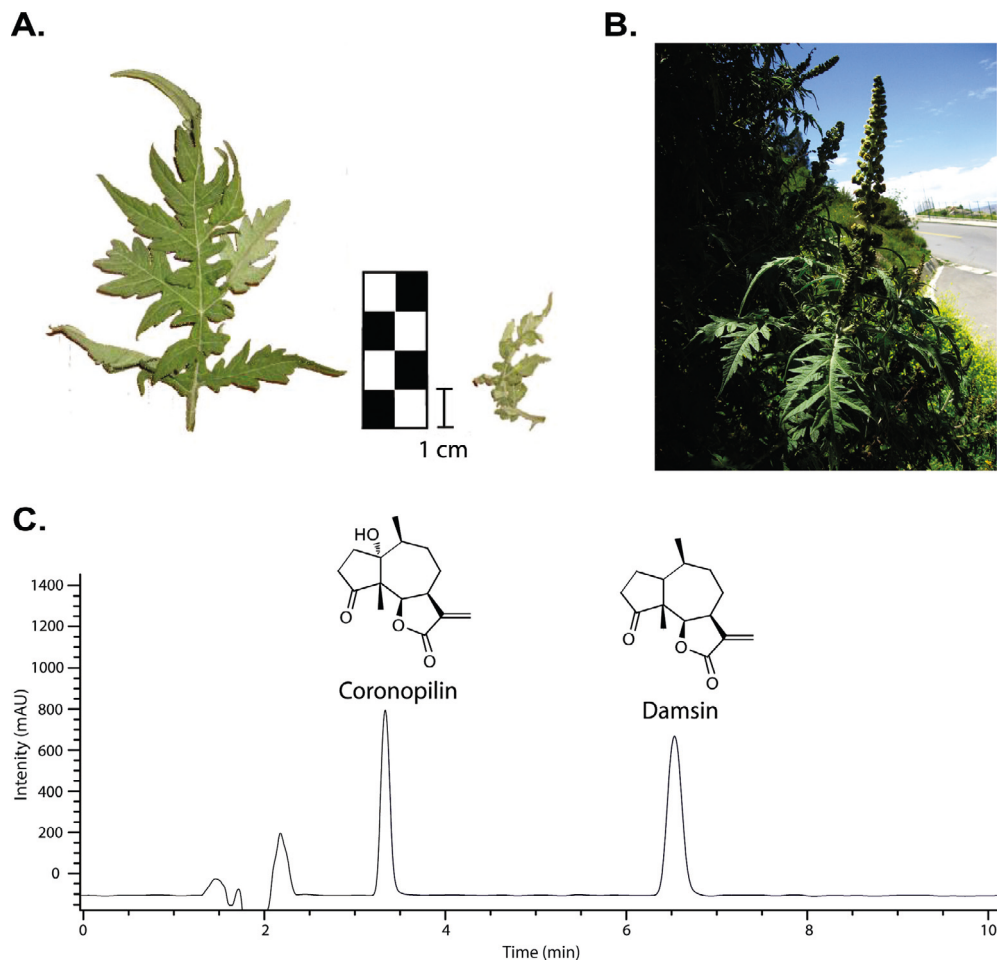 A.
B.
1 cm
C.
HO
O
O
O
Coronopilin
O
O
O
Damsin
Intenity (mAU)
1400
1200
1000
800
600
400
200
0
0
2
4
6
8
10
Time (min)